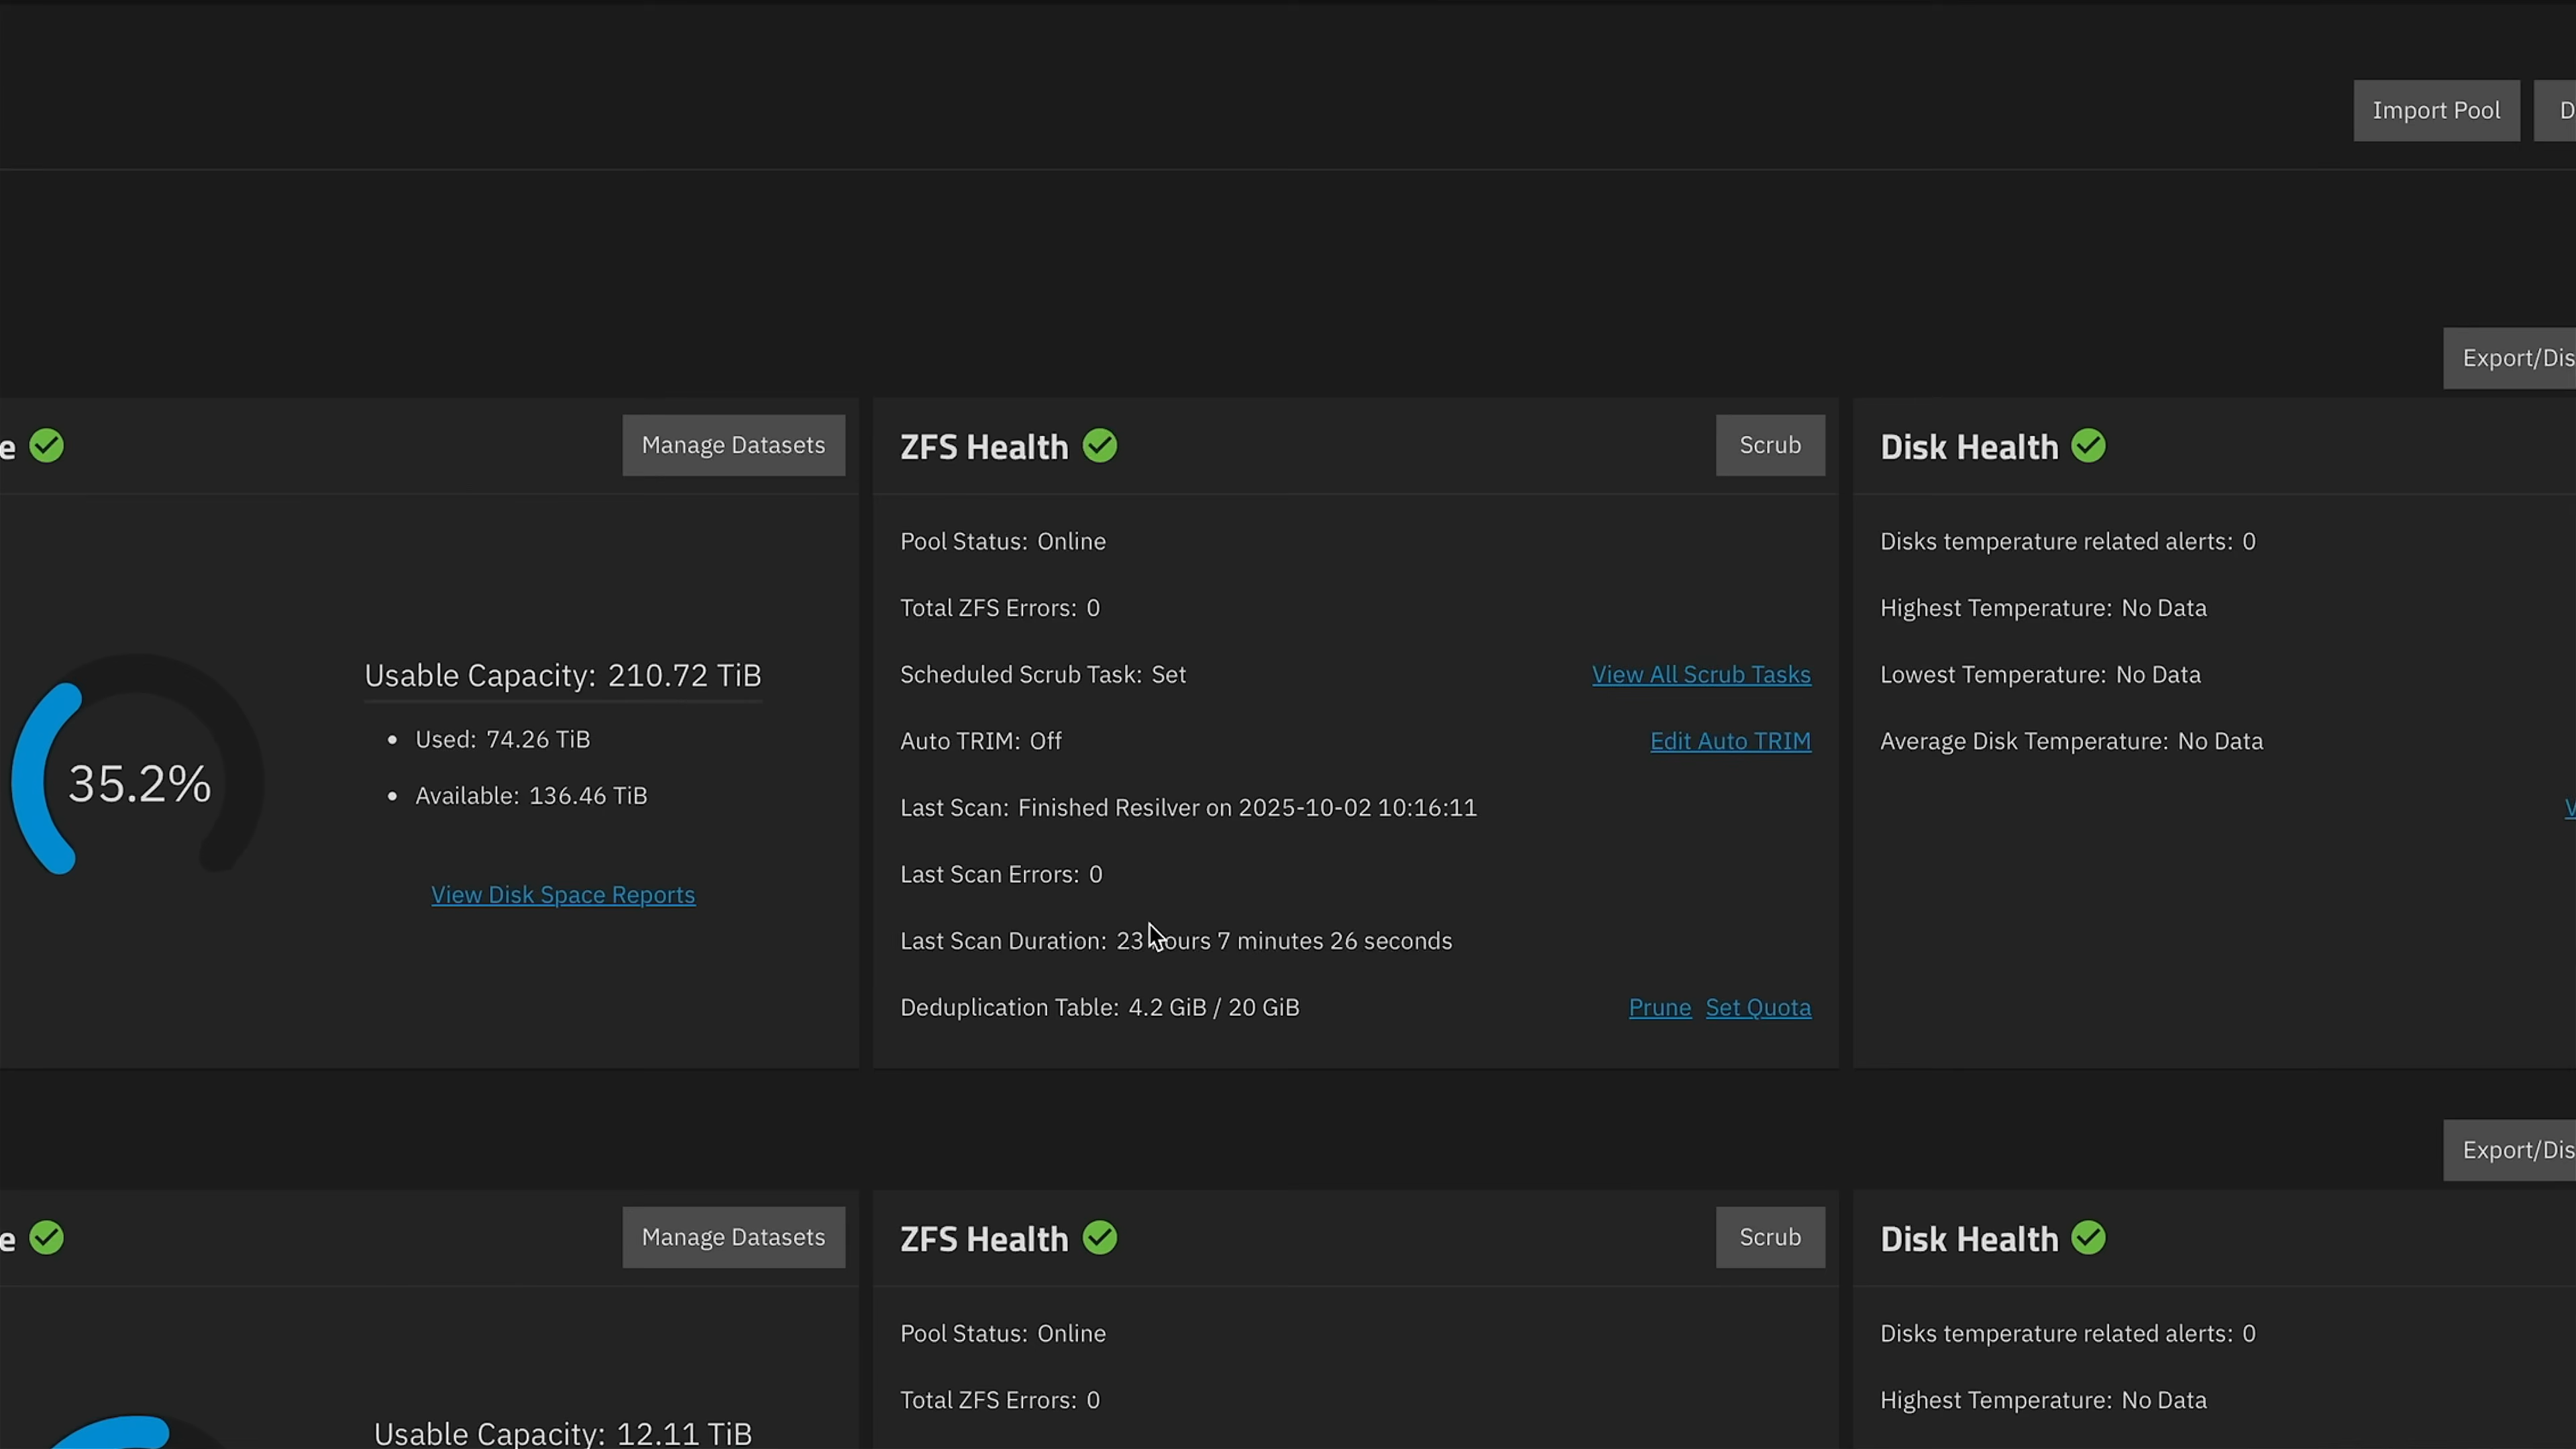 Import Pool D
Export/Dis
e Manage Datasets
35.2%
Usable Capacity: 210.72 TiB
Used: 74.26 TiB
Available: 136.46 TiB
View Disk Space Reports
ZFS Health Scrub
Pool Status: Online
Total ZFS Errors: 0
Scheduled Scrub Task: Set View All Scrub Tasks
Auto TRIM: Off Edit Auto TRIM
Last Scan: Finished Resilver on 2025-10-02 10:16:11
Last Scan Errors: 0
Last Scan Duration: 23 hours 7 minutes 26 seconds
Deduplication Table: 4.2 GiB / 20 GiB Prune Set Quota
Disk Health
Disks temperature related alerts: 0
Highest Temperature: No Data
Lowest Temperature: No Data
Average Disk Temperature: No Data
V
Export/Dis
e Manage Datasets
Usable Capacity: 12.11 TiB
ZFS Health Scrub
Pool Status: Online
Total ZFS Errors: 0
Disk Health
Disks temperature related alerts: 0
Highest Temperature: No Data